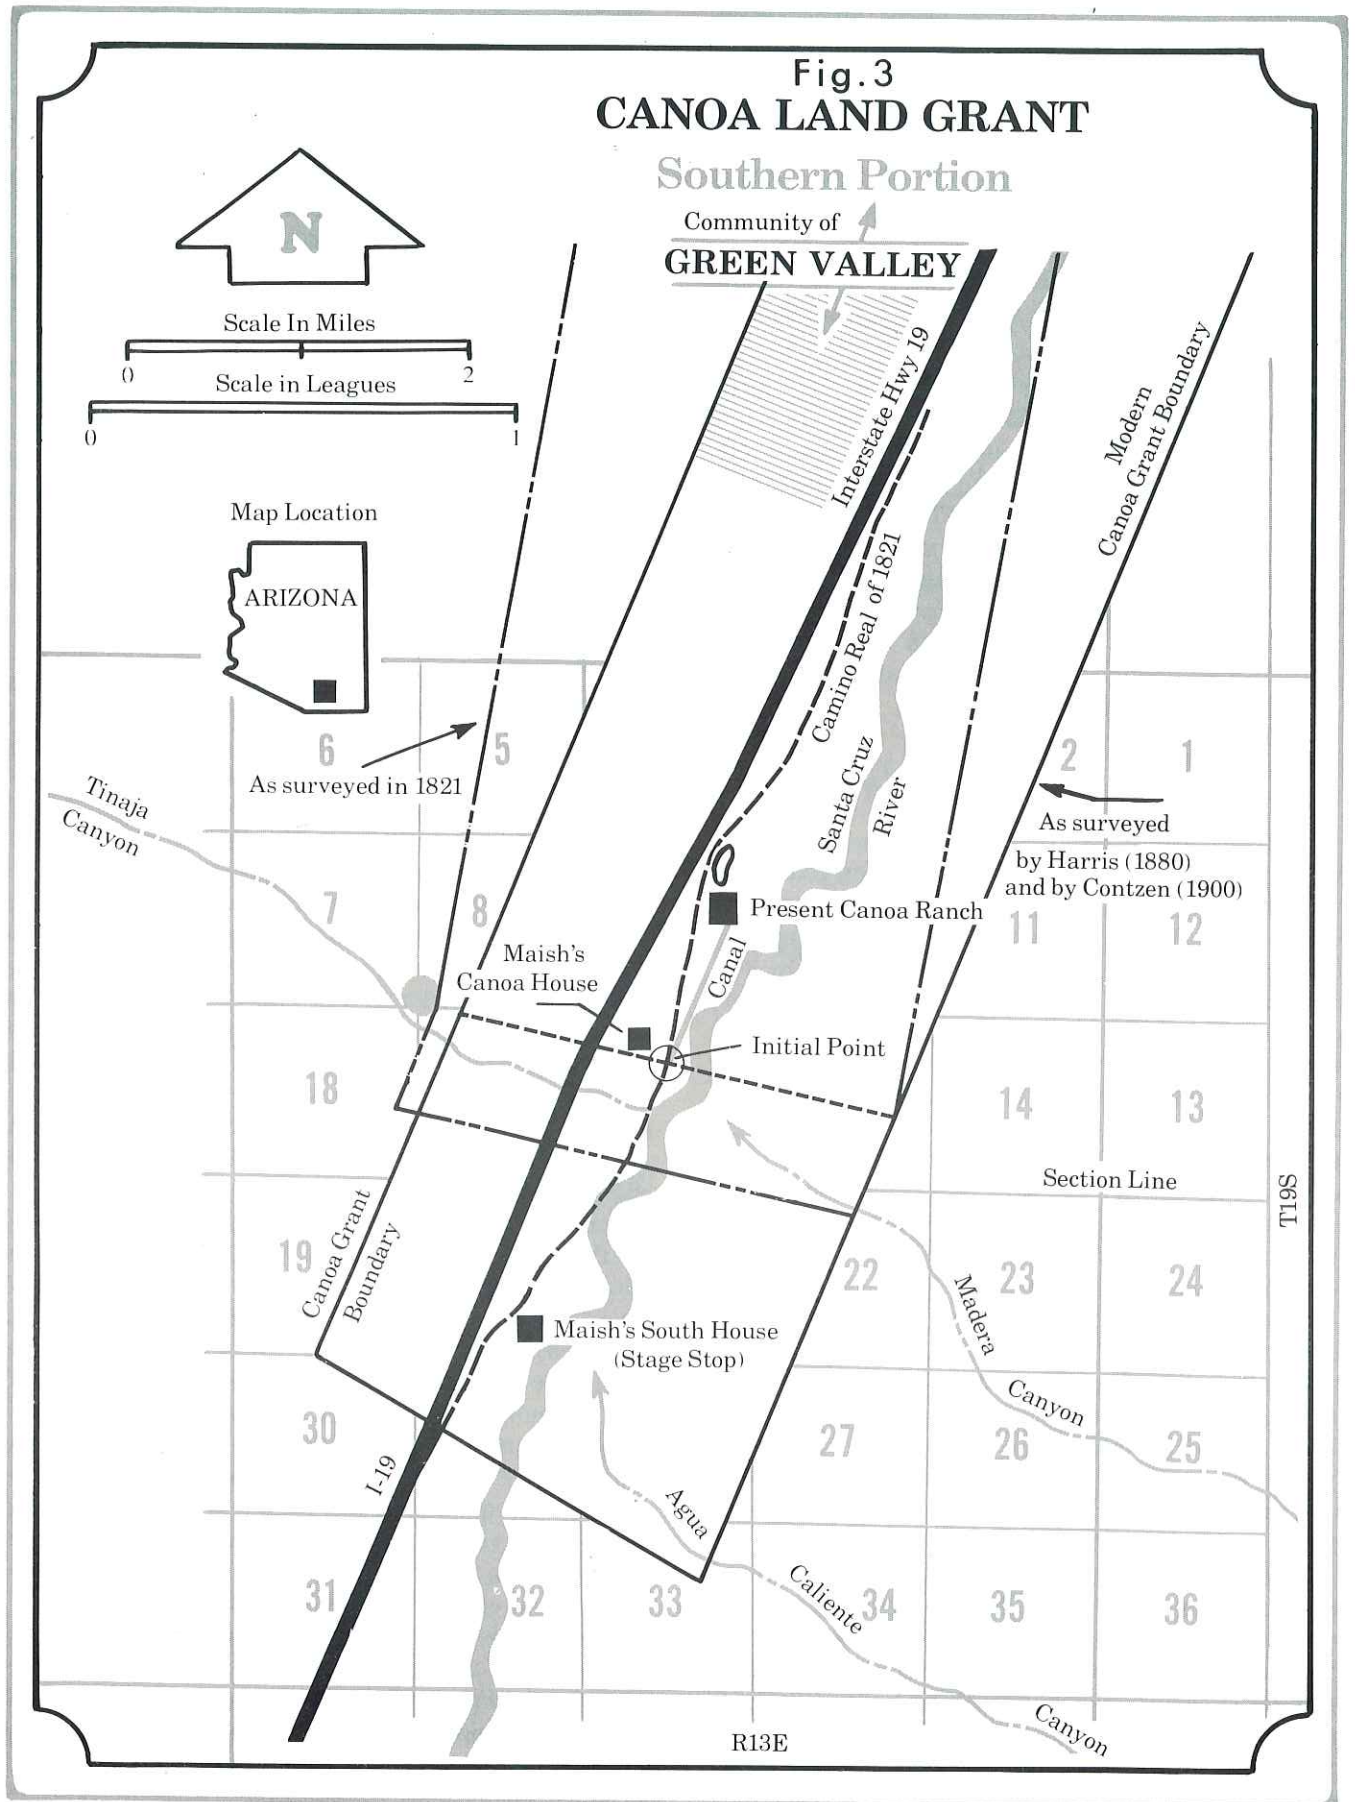 Fig.3
CANOA LAND GRANT
Southern Portion
Community of
GREEN VALLEY
N
Scale In Miles
0 2
Scale in Leagues
0 1
Map Location
ARIZONA
Interstate Hwy 19
Modern
Canoa Grant Boundary
Camino Real of 1821
Santa Cruz
River
6
5
2
1
As surveyed in 1821
Tinaja
Canyon
As surveyed
by Harris (1880)
and by Contzen (1900)
7
8
Present Canoa Ranch
11
12
Maish's
Canoa House
Canal
Initial Point
18
14
13
Section Line
T19S
19
Canoa Grant
Boundary
22
23
24
Madera
Canyon
Maish's South House
(Stage Stop)
30
27
26
25
I-19
Agua
Caliente
Canyon
31
32
33
34
35
36
R13E